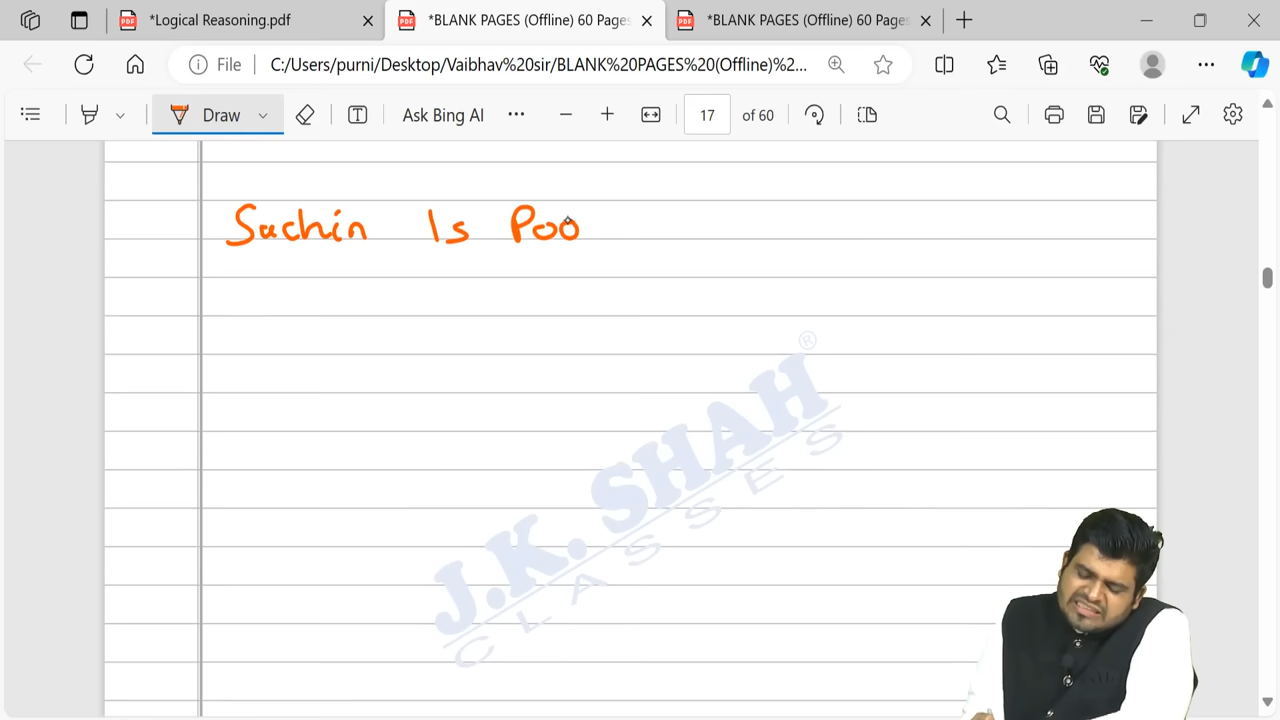 *Logical Reasoning.pdf
*BLANK PAGES (Offline) 60 Pages
*BLANK PAGES (Offline) 60 Page
File
C:/Users/purni/Desktop/Vaibhav%20sir/BLANK%20PAGES%20(Offline)%2...
Draw
Ask Bing AI
17 of 60
Sachin Is Poo
J.K. SHAH ®
CLASSES